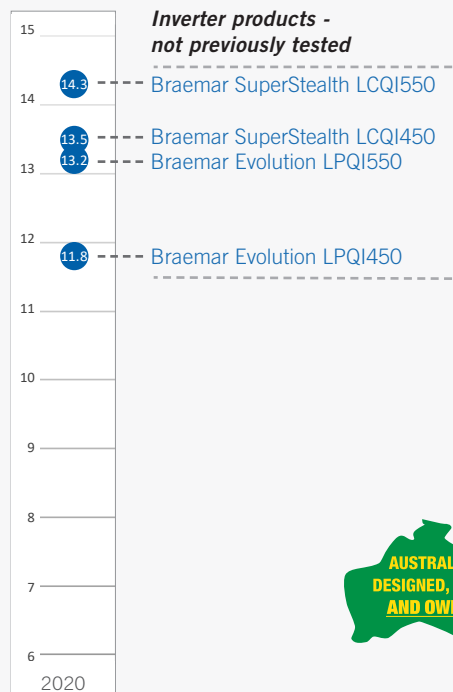 Inverter products -
not previously tested
15
14.3 Braemar SuperStealth LCQI550
14
13.5 Braemar SuperStealth LCQI450
13.2 Braemar Evolution LPQI550
13
12
11.8 Braemar Evolution LPQI450
11
10
9
8
7
6
2020
AUSTRAL
DESIGNED,
AND OW